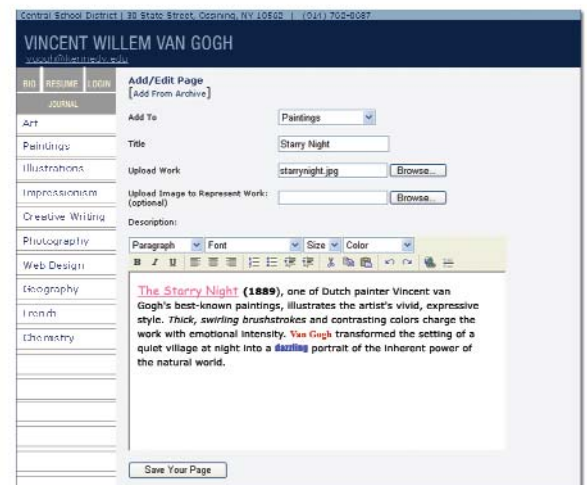 Central School District | 30 State Street, Ossining, NY 10562 | (914) 762-
VINCENT WILLEM VAN GOGH
vgogh@kennedy.edu
BIO RESUME LOGIN
JOURNAL
Art
Paintings
Illustrations
Impressionism
Creative Writing
Photography
Web Design
Geography
French
Chemistry
Add/Edit Page
[Add From Archive]
Add To Paintings
Title Starry Night
Upload Work starrynight.jpg Browse...
Upload Image to Represent Work:
(optional) Browse...
Description:
Paragraph Font Size Color
B I U
The Starry Night (1889), one of Dutch painter Vincent van
Gogh's best-known paintings, illustrates the artist's vivid, expressive
style. Thick, swirling brushstrokes and contrasting colors charge the
work with emotional intensity. Van Gogh transformed the setting of a
quiet village at night into a dazzling portrait of the inherent power of
the natural world.
Save Your Page